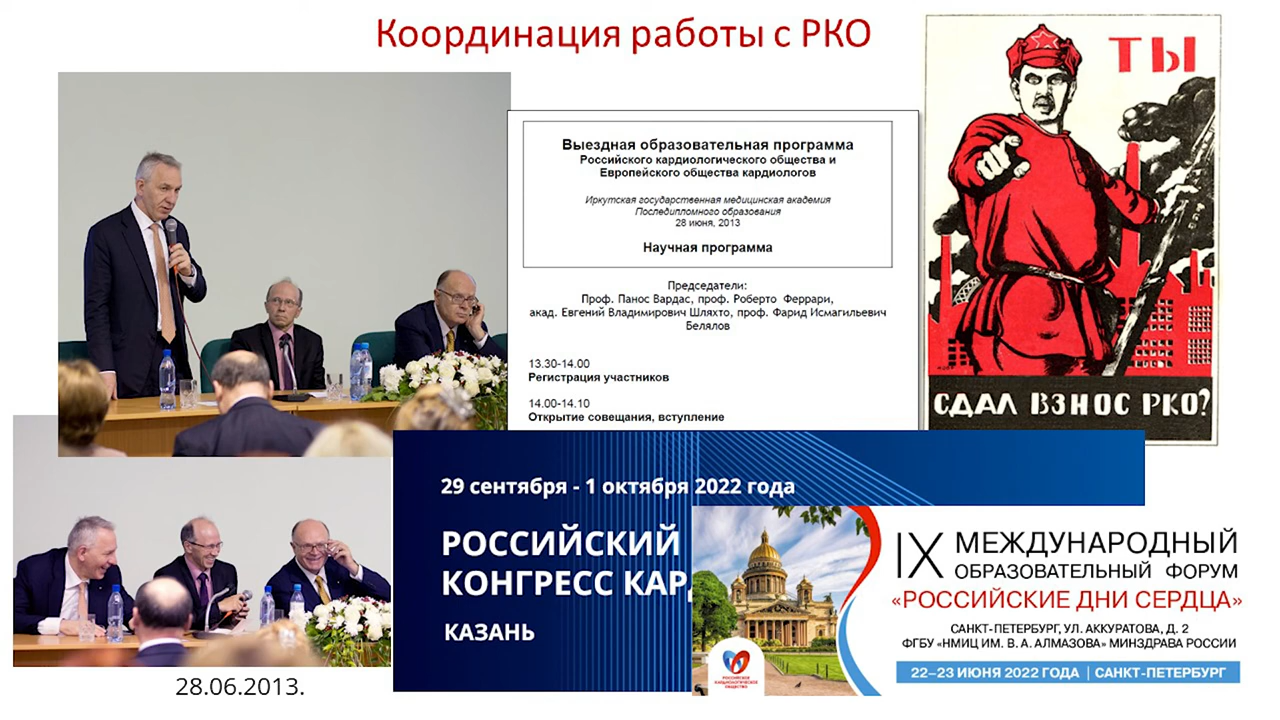 Координация работы с РКО
ТЫ
СДАЛ ВЗНОС РКО?
Выездная образовательная программа
Российского кардиологического общества и
Европейского общества кардиологов
Иркутская государственная медицинская академия
Последипломного образования
28 июня, 2013
Научная программа
Председатели:
Проф. Панос Вардас, проф. Роберто Феррари,
акад. Евгений Владимирович Шляхто, проф. Фарид Исмагильевич
Белялов
13.30-14.00
Регистрация участников
14.00-14.10
Открытие совещания, вступление
29 сентября - 1 октября 2022 года
РОССИЙСКИЙ
КОНГРЕСС КАРД
КАЗАНЬ
IX МЕЖДУНАРОДНЫЙ
ОБРАЗОВАТЕЛЬНЫЙ ФОРУМ
«РОССИЙСКИЕ ДНИ СЕРДЦА»
САНКТ-ПЕТЕРБУРГ, УЛ. АККУРАТОВА, Д. 2
ФГБУ «НМИЦ ИМ. В. А. АЛМАЗОВА» МИНЗДРАВА РОССИИ
22–23 ИЮНЯ 2022 ГОДА | САНКТ-ПЕТЕРБУРГ
РОССИЙСКОЕ
КАРДИОЛОГИЧЕСКОЕ
ОБЩЕСТВО
28.06.2013.